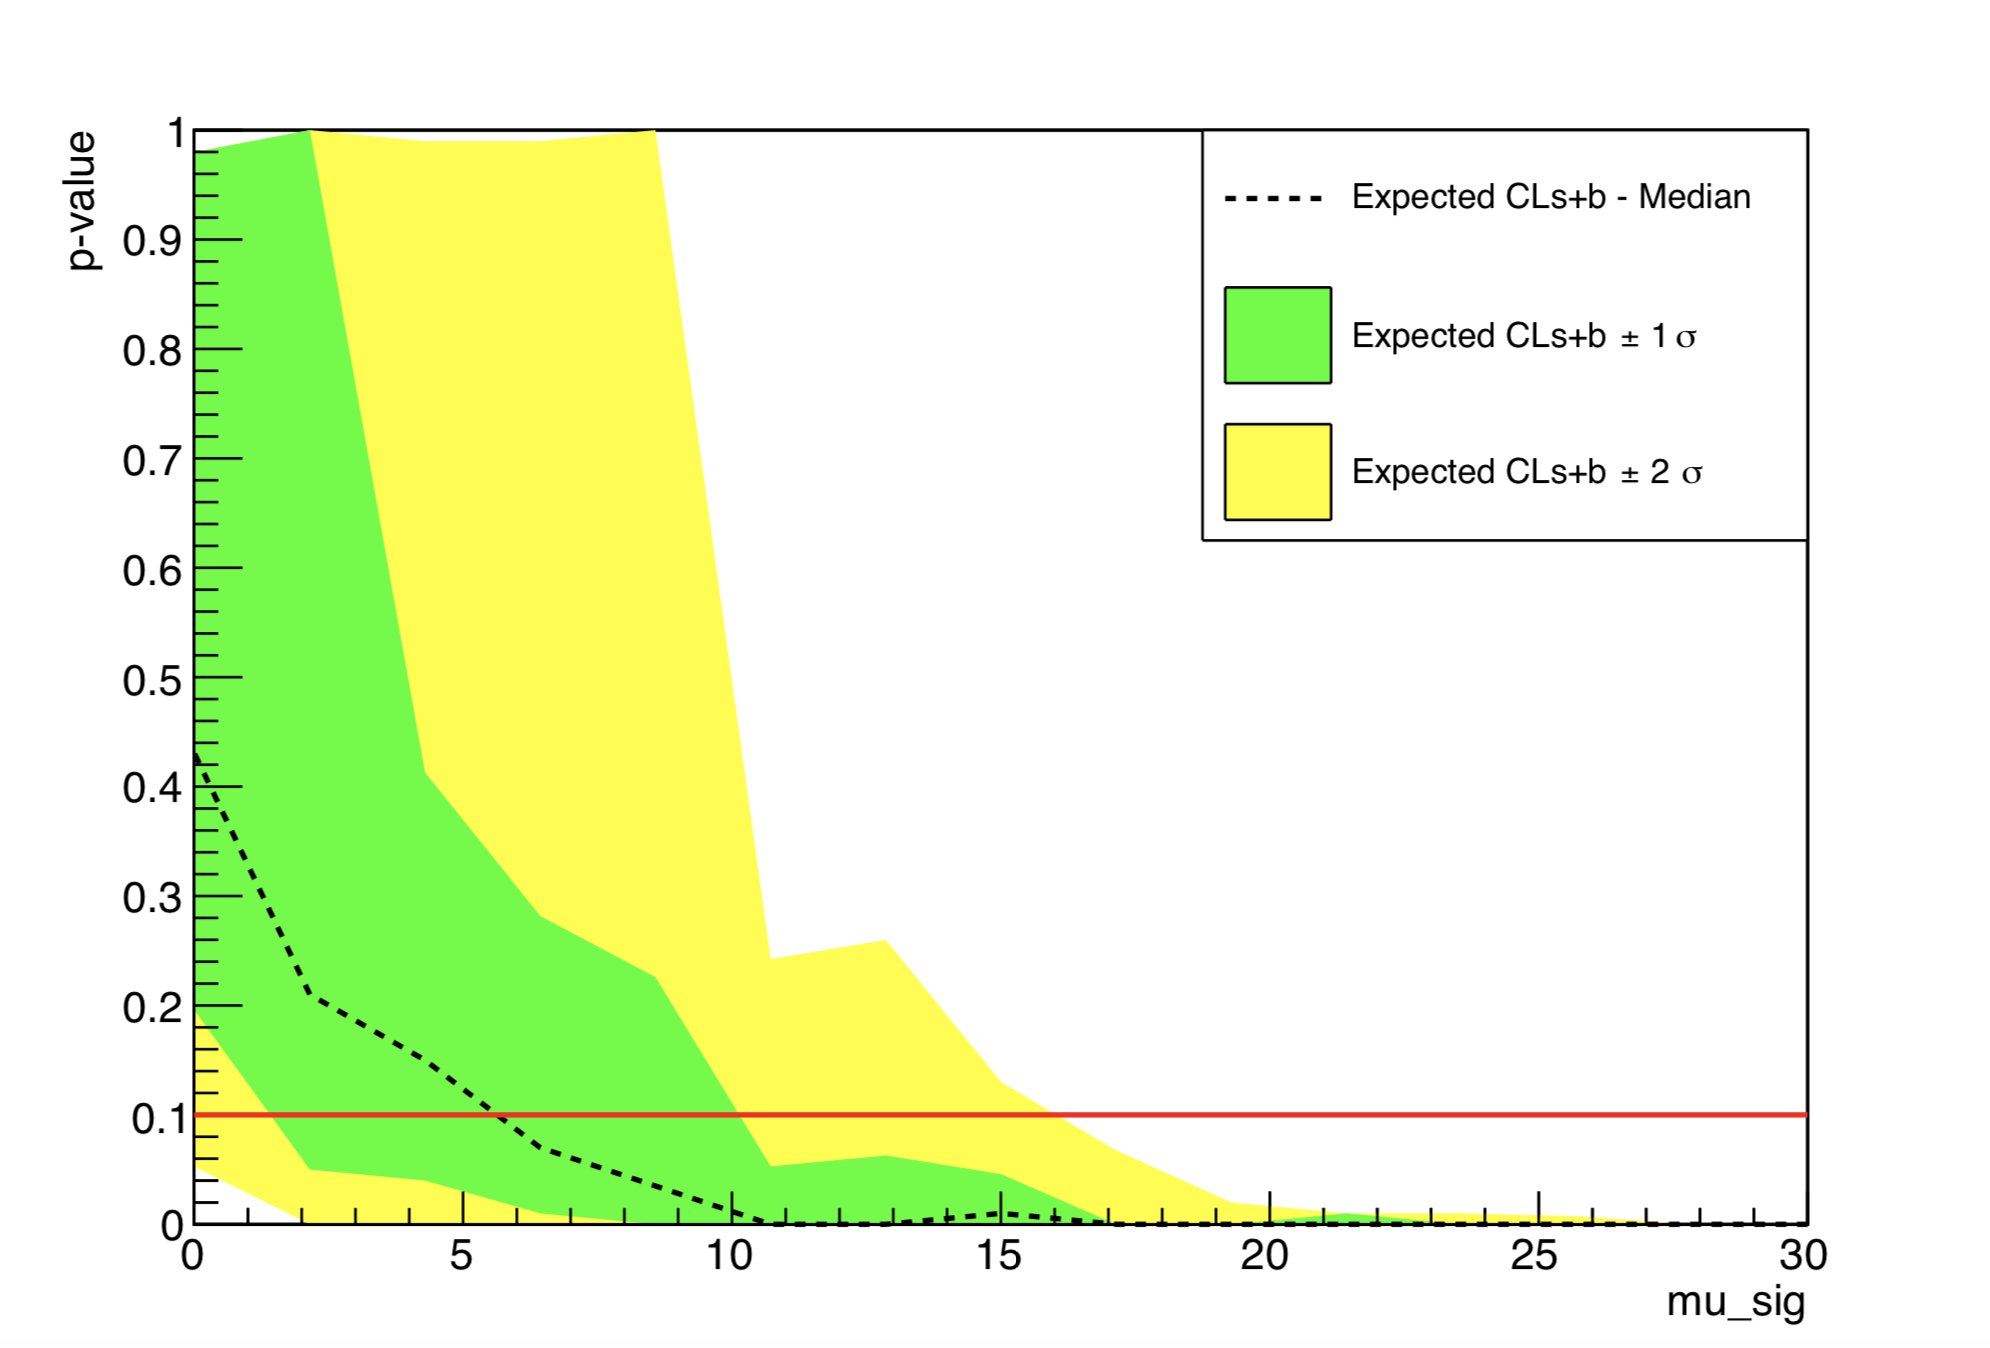 p-value
1
0.9
0.8
0.7
0.6
0.5
0.4
0.3
0.2
0.1
0
Expected CLs+b - Median
Expected CLs+b ± 1 σ
Expected CLs+b ± 2 σ
0 5 10 15 20 25 30
mu_sig